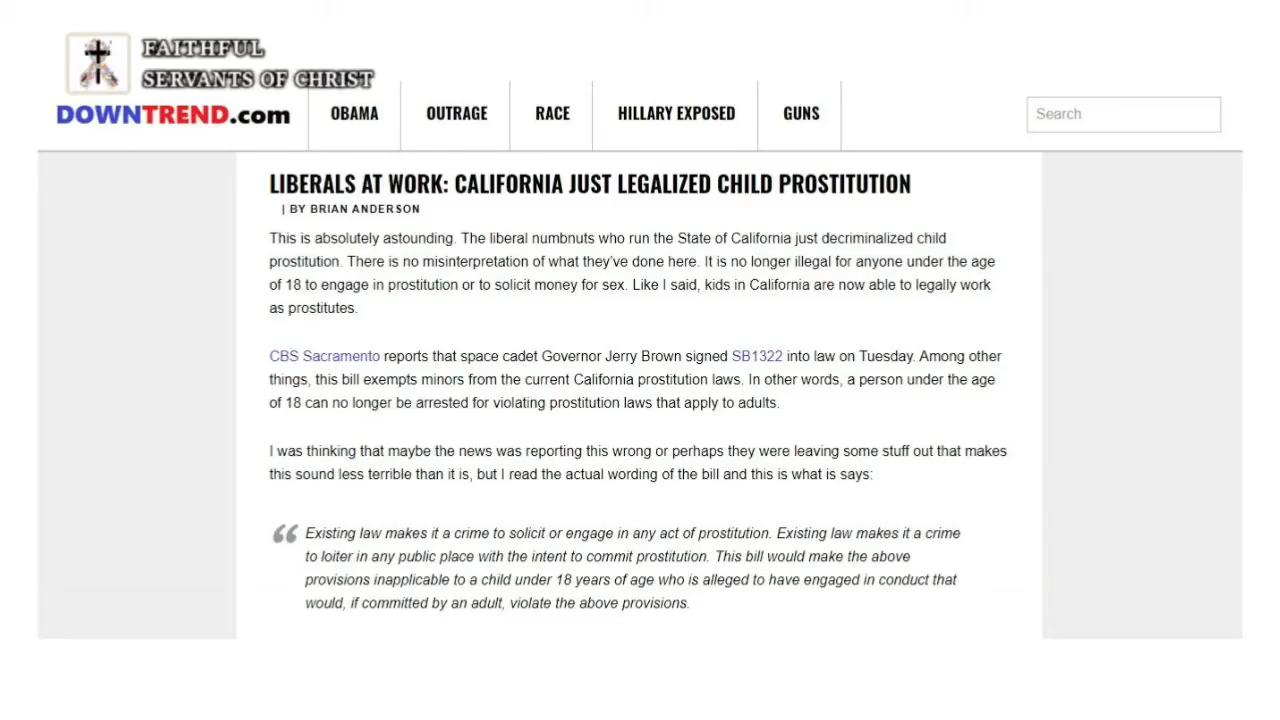 FAITHFUL
SERVANTS OF CHRIST
DOWNTREND.com
OBAMA
OUTRAGE
RACE
HILLARY EXPOSED
GUNS
Search
LIBERALS AT WORK: CALIFORNIA JUST LEGALIZED CHILD PROSTITUTION
| BY BRIAN ANDERSON
This is absolutely astounding. The liberal numbnuts who run the State of California just decriminalized child
prostitution. There is no misinterpretation of what they've done here. It is no longer illegal for anyone under the age
of 18 to engage in prostitution or to solicit money for sex. Like I said, kids in California are now able to legally work
as prostitutes.
CBS Sacramento reports that space cadet Governor Jerry Brown signed SB1322 into law on Tuesday. Among other
things, this bill exempts minors from the current California prostitution laws. In other words, a person under the age
of 18 can no longer be arrested for violating prostitution laws that apply to adults.
I was thinking that maybe the news was reporting this wrong or perhaps they were leaving some stuff out that makes
this sound less terrible than it is, but I read the actual wording of the bill and this is what is says:
“ Existing law makes it a crime to solicit or engage in any act of prostitution. Existing law makes it a crime
to loiter in any public place with the intent to commit prostitution. This bill would make the above
provisions inapplicable to a child under 18 years of age who is alleged to have engaged in conduct that
would, if committed by an adult, violate the above provisions.